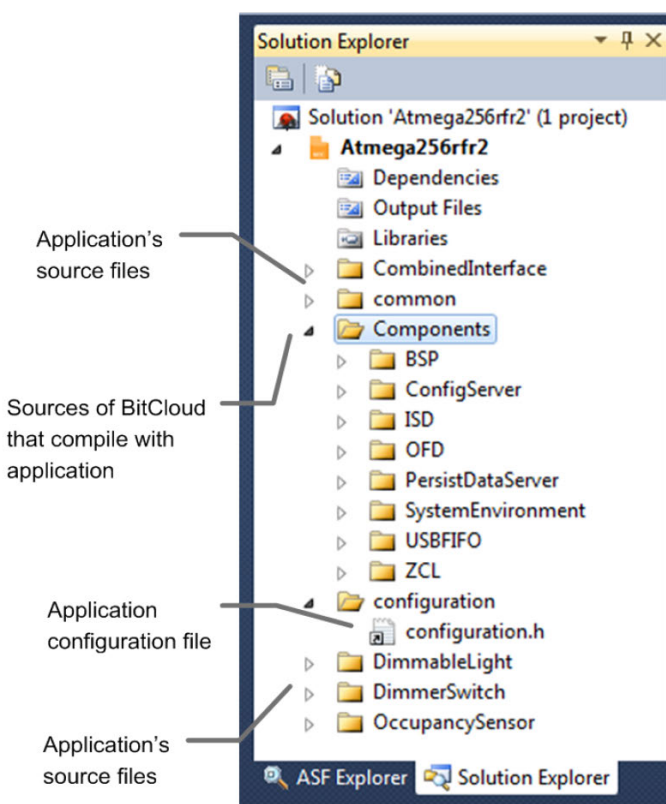 Solution Explorer
Solution 'Atmega256rfr2' (1 project)
Atmega256rfr2
Dependencies
Output Files
Libraries
Application's
source files
CombinedInterface
common
Components
BSP
ConfigServer
Sources of BitCloud
that compile with
application
ISD
OFD
PersistDataServer
SystemEnvironment
USBFIFO
ZCL
Application
configuration file
configuration
configuration.h
DimmableLight
DimmerSwitch
OccupancySensor
Application's
source files
ASF Explorer
Solution Explorer